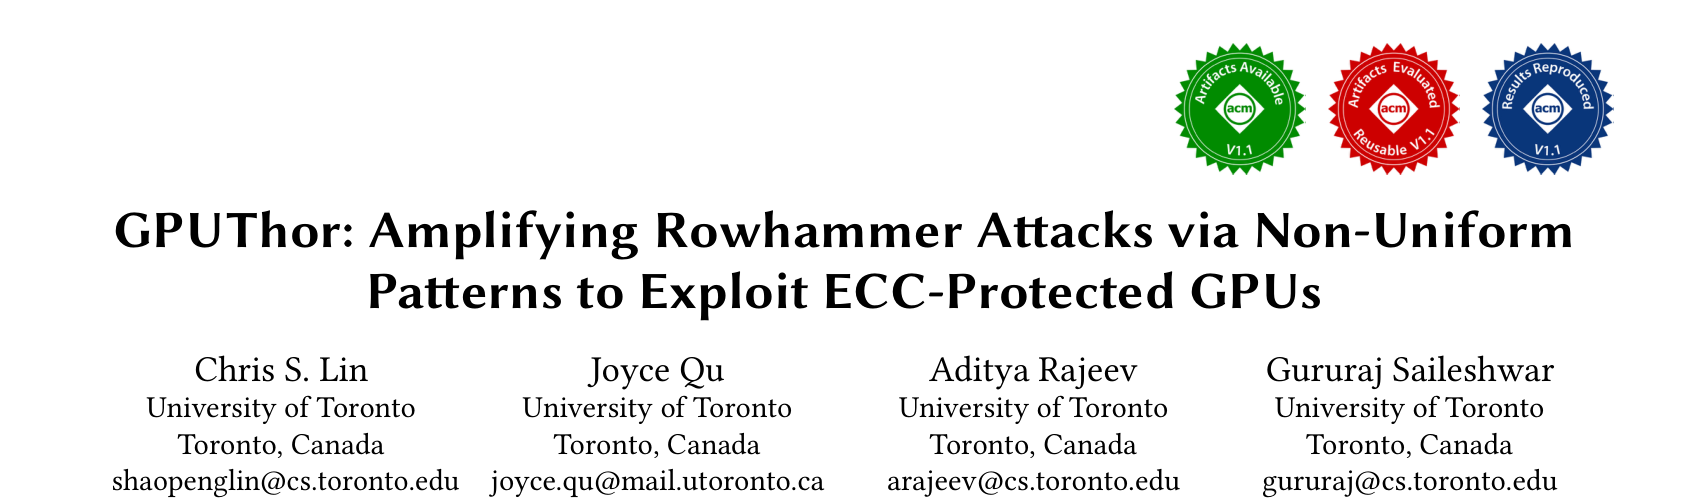 Artifacts Available
acm
V1.1
Artifacts Evaluated
acm
Reusable V1.1
Results Reproduced
acm
V1.1
GPUThor: Amplifying Rowhammer Attacks via Non-Uniform
Patterns to Exploit ECC-Protected GPUs
Chris S. Lin
University of Toronto
Toronto, Canada
shaopenglin@cs.toronto.edu
Joyce Qu
University of Toronto
Toronto, Canada
joyce.qu@mail.utoronto.ca
Aditya Rajeev
University of Toronto
Toronto, Canada
arajeev@cs.toronto.edu
Gururaj Saileshwar
University of Toronto
Toronto, Canada
gururaj@cs.toronto.edu